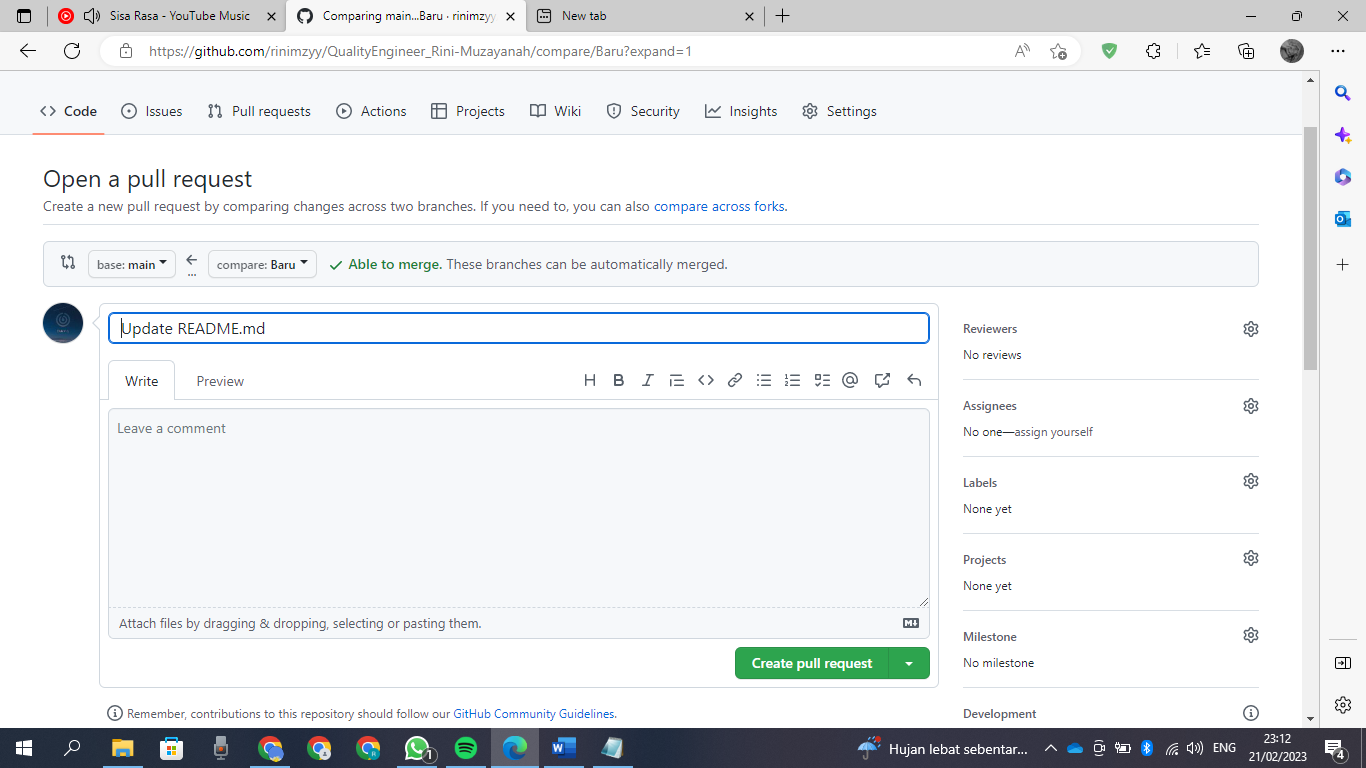 Sisa Rasa - YouTube Music
Comparing main...Baru · rinimzyy
New tab
https://github.com/rinimzyy/QualityEngineer_Rini-Muzayanah/compare/Baru?expand=1
Code
Issues
Pull requests
Actions
Projects
Wiki
Security
Insights
Settings
Open a pull request
Create a new pull request by comparing changes across two branches. If you need to, you can also compare across forks.
base: main
...
compare: Baru
Able to merge. These branches can be automatically merged.
Update README.md
Write
Preview
Leave a comment
Attach files by dragging & dropping, selecting or pasting them.
Create pull request
Remember, contributions to this repository should follow our GitHub Community Guidelines.
Reviewers
No reviews
Assignees
No one—assign yourself
Labels
None yet
Projects
None yet
Milestone
No milestone
Development
1
Hujan lebat sebentar...
ENG
23:12
21/02/2023
4